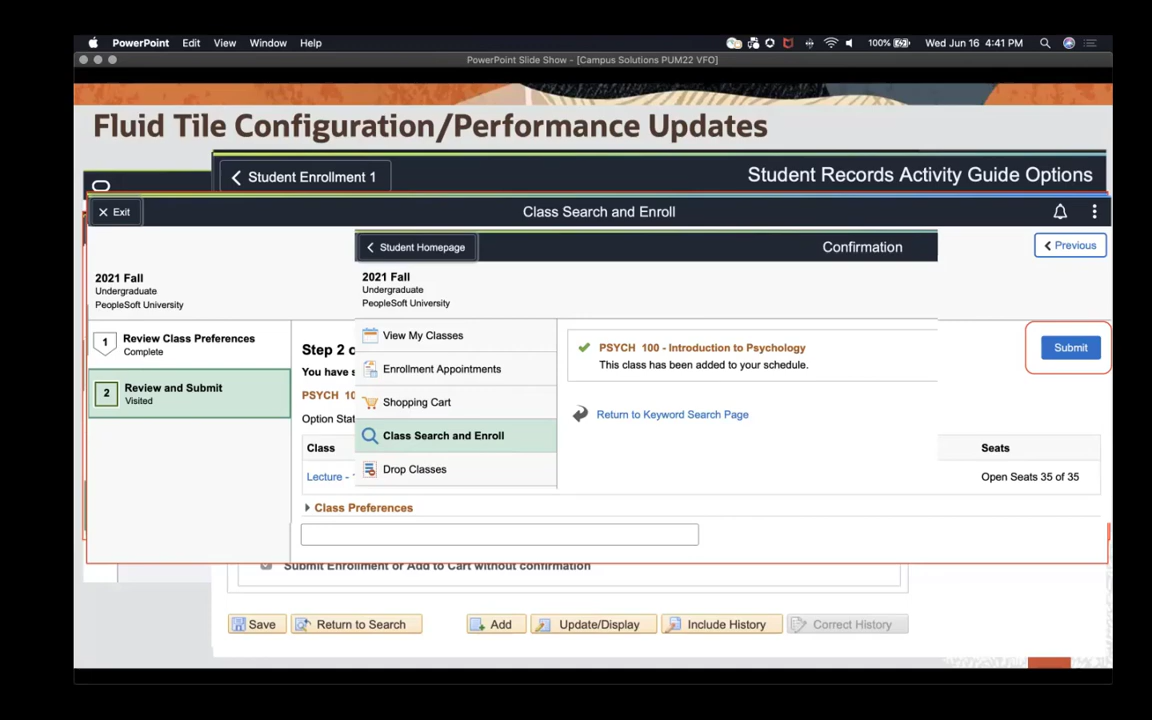 PowerPoint Edit View Window Help 100% Wed Jun 16 4:41 PM
PowerPoint Slide Show - [Campus Solutions PUM22 VFO]
Fluid Tile Configuration/Performance Updates
Student Enrollment 1 Student Records Activity Guide Options
Exit Class Search and Enroll
Student Homepage Confirmation Previous
2021 Fall
Undergraduate
PeopleSoft University
2021 Fall
Undergraduate
PeopleSoft University
1 Review Class Preferences
Complete
2 Review and Submit
Visited
Step 2
You have
PSYCH 10
Option
Class
Lecture -
View My Classes
Enrollment Appointments
Shopping Cart
Class Search and Enroll
Drop Classes
PSYCH 100 - Introduction to Psychology
This class has been added to your schedule.
Return to Keyword Search Page
Submit
Seats
Open Seats 35 of 35
Class Preferences
Submit Enrollment or Add to Cart without confirmation
Save Return to Search Add Update/Display Include History Correct History